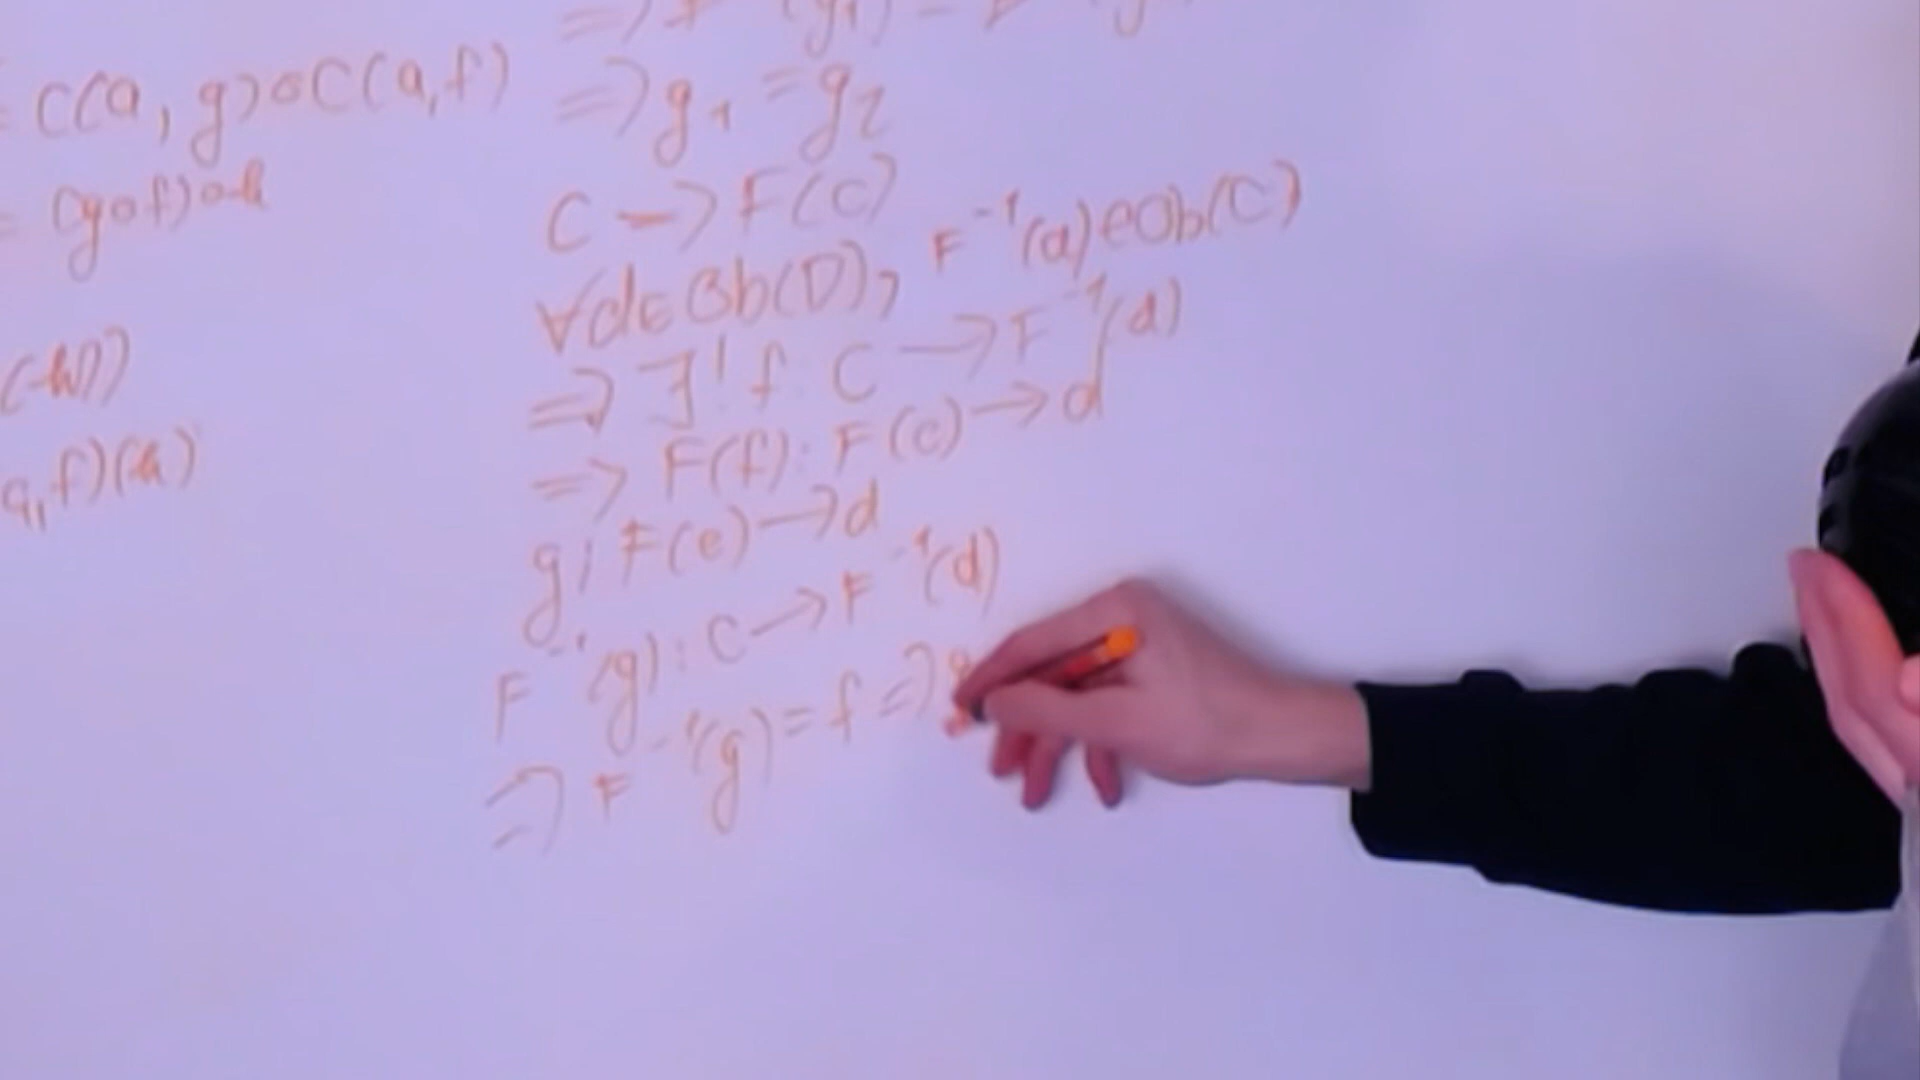 = C(a, g) ∘ C(a, f)
= (g∘f)∘h
(h))
a, f)(h)
=> g₁ = g₂
C → F(c)
∀d∈Ob(D), F⁻¹(d)∈Ob(C)
=> ∃! f: C → F⁻¹(d)
=> F(f): F(c) → d
g: F(c) → d
F⁻¹(g): C → F⁻¹(d)
=> F⁻¹(g) = f =>